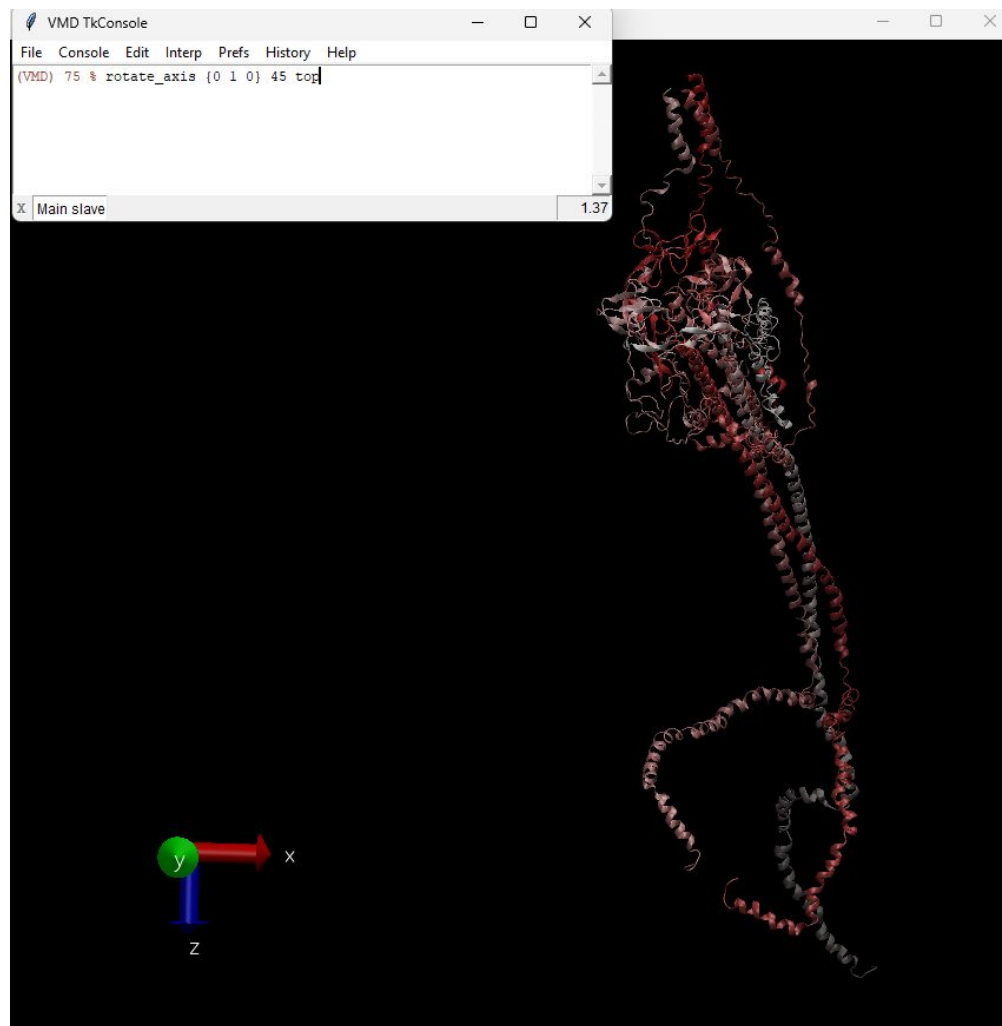 VMD TkConsole
File Console Edit Interp Prefs History Help
(VMD) 75 % rotate_axis {0 1 0} 45 top
X Main slave 1.37
y x
z